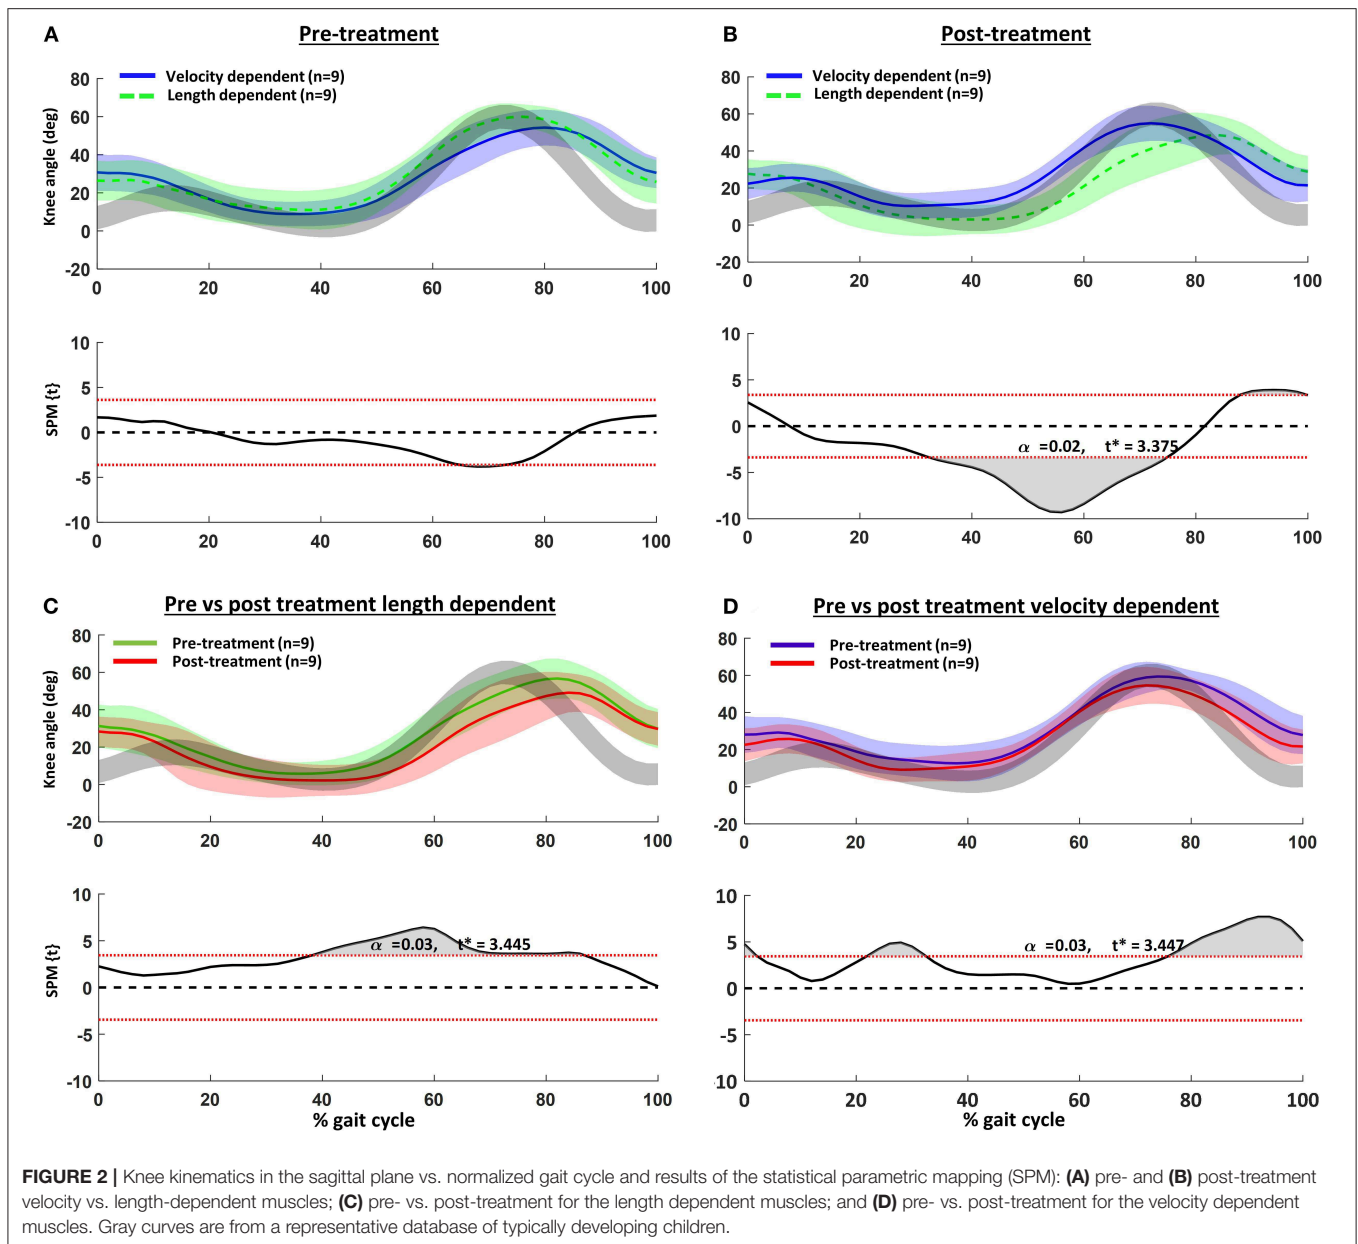 A
Pre-treatment
Velocity dependent (n=9)
Length dependent (n=9)
Knee angle (deg)
80
60
40
20
0
-20
0 20 40 60 80 100
SPM {t}
10
5
0
-5
-10
0 20 40 60 80 100
B
Post-treatment
Velocity dependent (n=9)
Length dependent (n=9)
80
60
40
20
0
-20
0 20 40 60 80 100
10
5
0
-5
-10
α =0.02, t* = 3.375
0 20 40 60 80 100
C
Pre vs post treatment length dependent
Pre-treatment (n=9)
Post-treatment (n=9)
Knee angle (deg)
80
60
40
20
0
-20
0 20 40 60 80 100
SPM {t}
10
5
0
-5
-10
α =0.03, t* = 3.445
0 20 40 60 80 100
% gait cycle
D
Pre vs post treatment velocity dependent
Pre-treatment (n=9)
Post-treatment (n=9)
80
60
40
20
0
-20
0 20 40 60 80 100
10
5
0
-5
-10
α =0.03, t* = 3.447
0 20 40 60 80 100
% gait cycle
FIGURE 2 | Knee kinematics in the sagittal plane vs. normalized gait cycle and results of the statistical parametric mapping (SPM): (A) pre- and (B) post-treatment
velocity vs. length-dependent muscles; (C) pre- vs. post-treatment for the length dependent muscles; and (D) pre- vs. post-treatment for the velocity dependent
muscles. Gray curves are from a representative database of typically developing children.